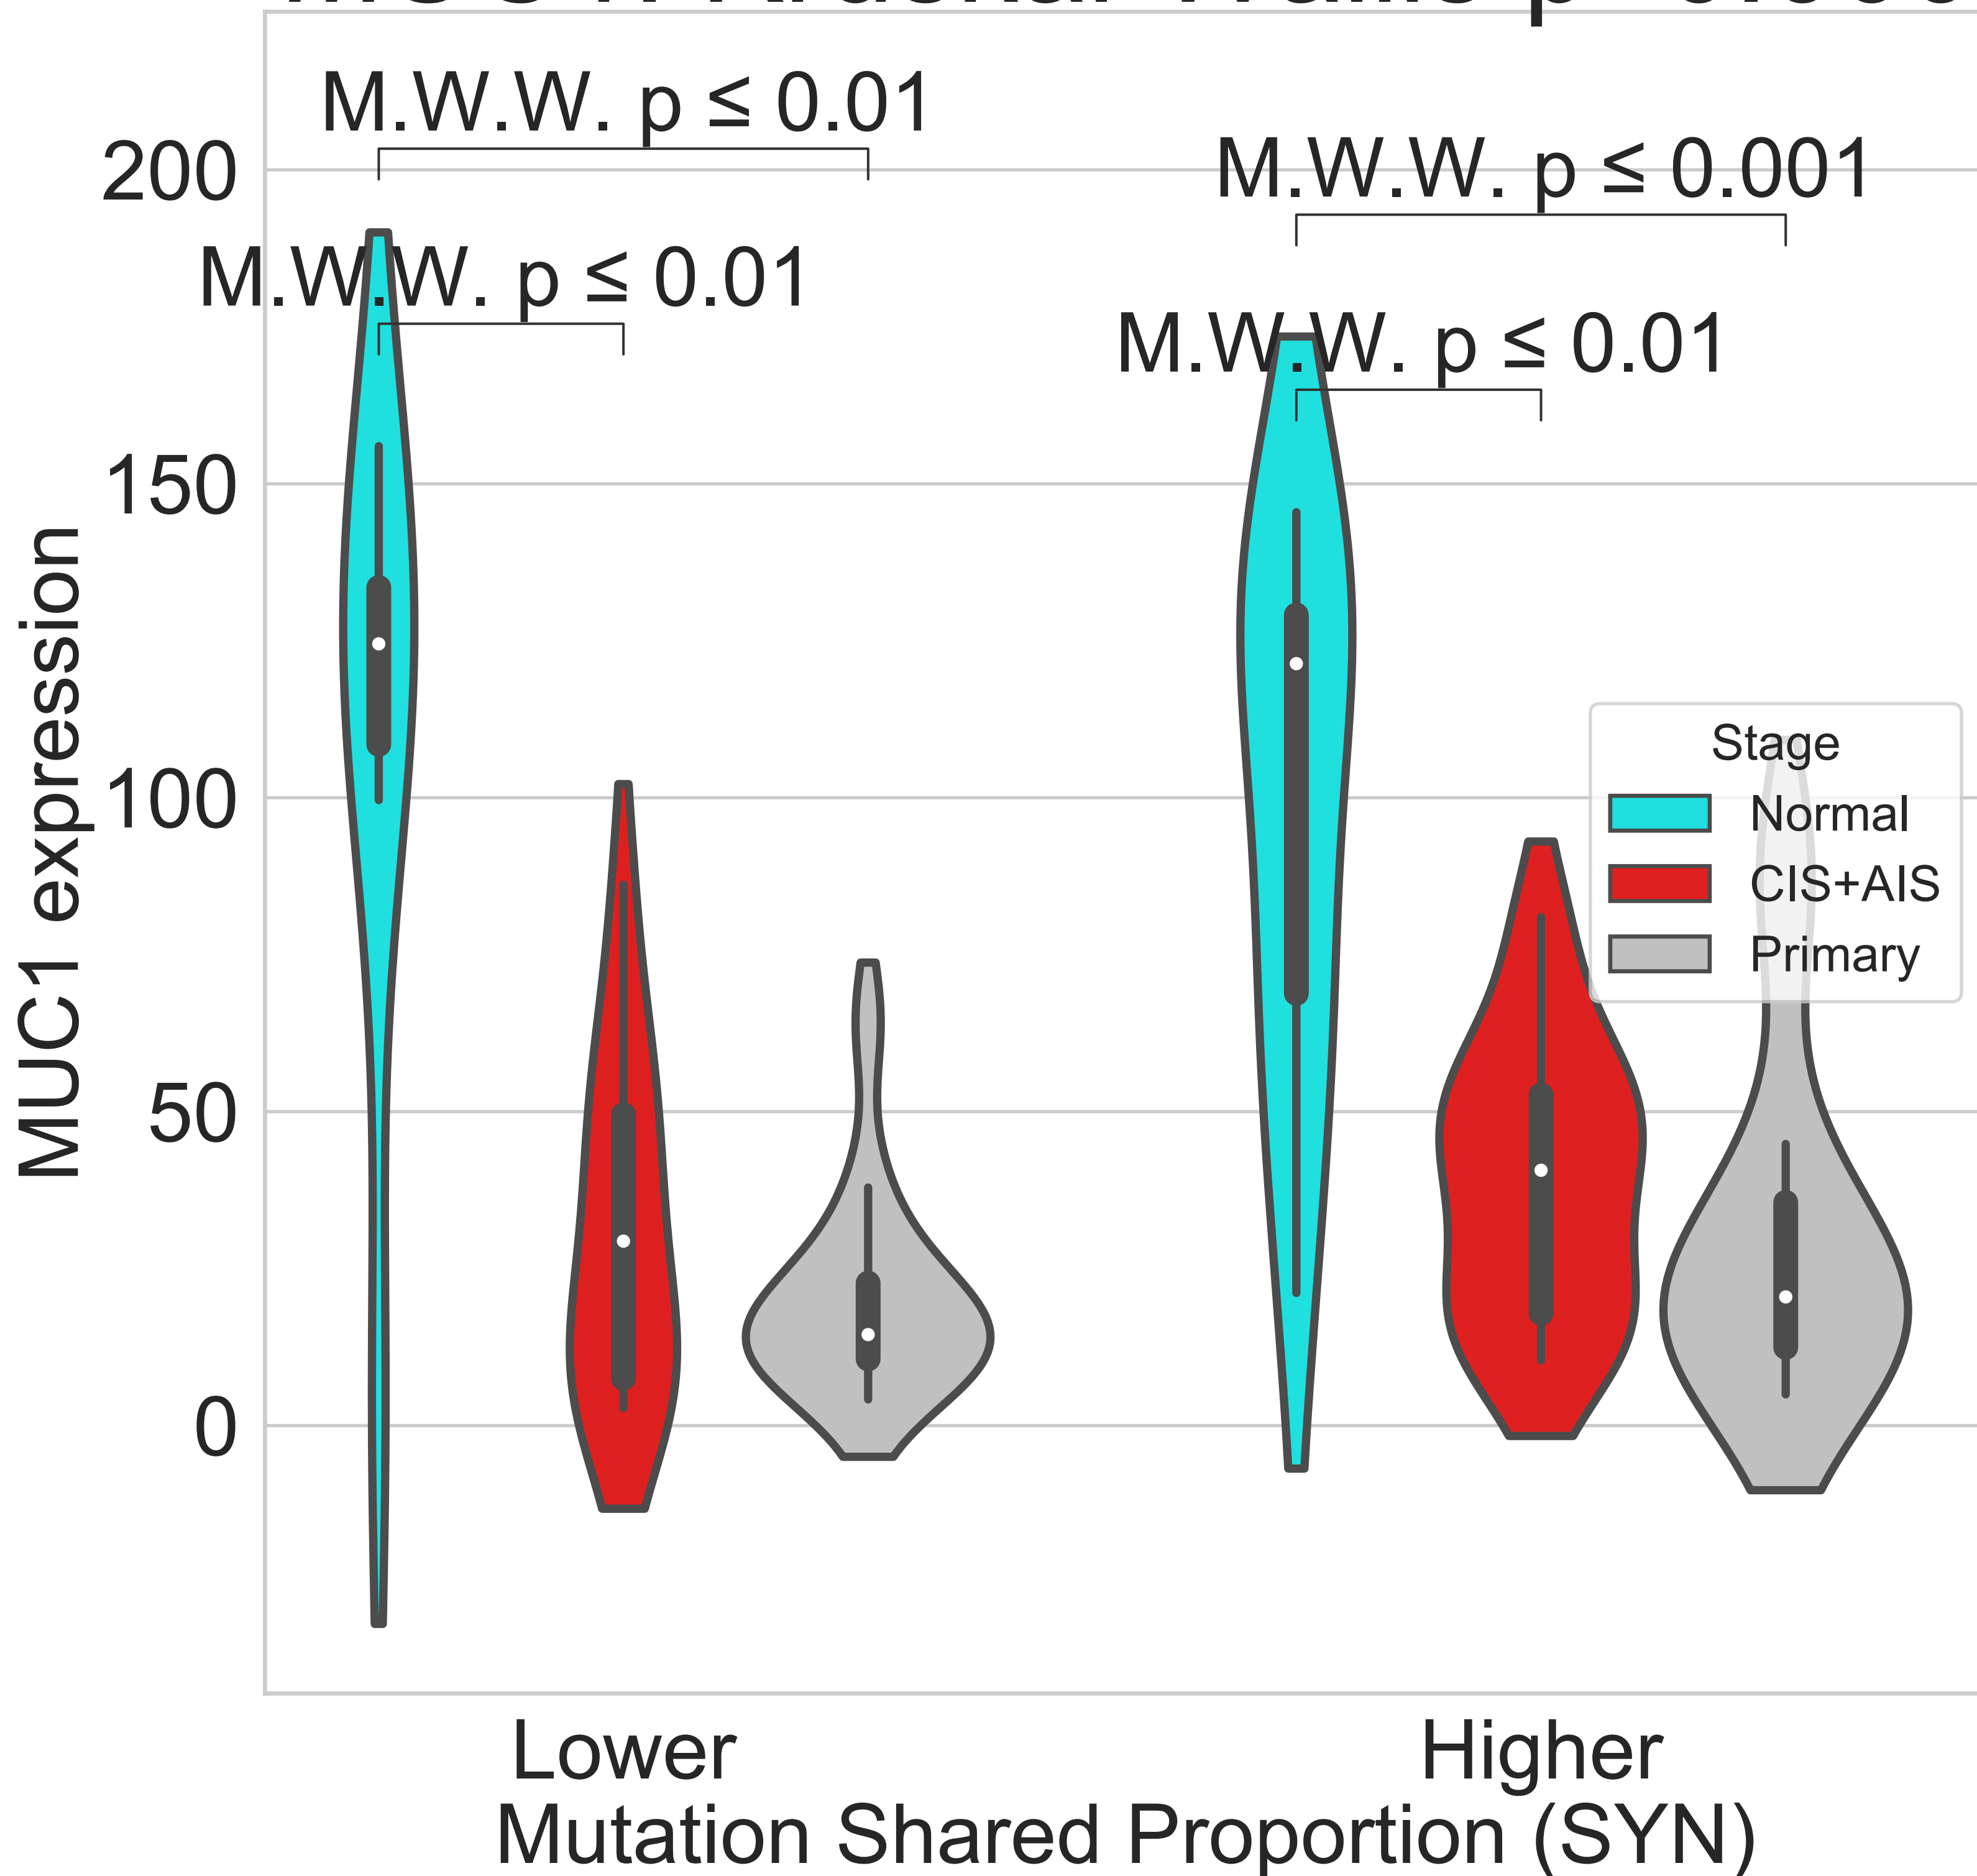 M.W.W. p ≤ 0.01
200
M.W.W. p ≤ 0.001
M.W.W. p ≤ 0.01
M.W.W. p ≤ 0.01
150
MUC1 expression
Stage
100
Normal
CIS+AIS
Primary
50
0
Lower
Higher
Mutation Shared Proportion (SYN)